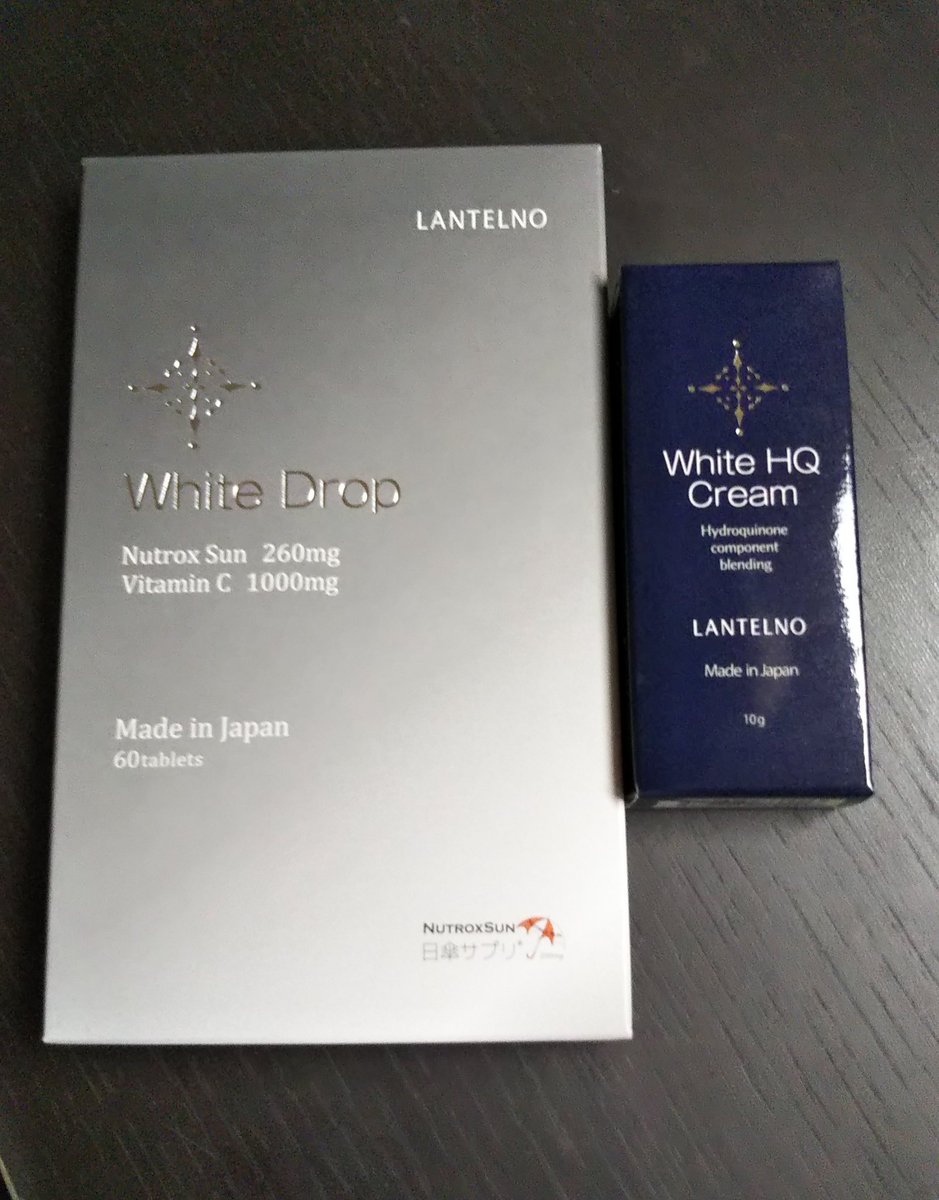 LANTELNO
White Drop
Nutrox Sun 260mg
Vitamin C 1000mg
Made in Japan
60tablets
NUTROXSUN
日傘サプリ®
White HQ
Cream
Hydroquinone
component
blending
LANTELNO
Made in Japan
10g